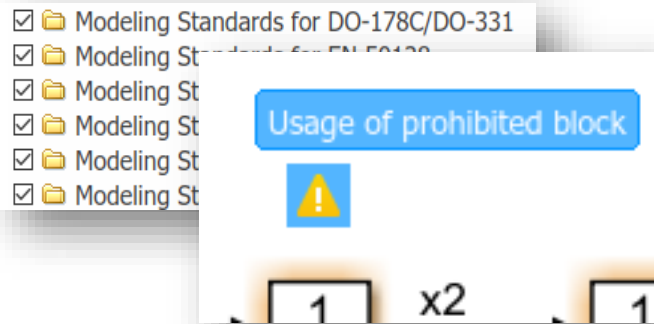 Modeling Standards for DO-178C/DO-331
Modeling St
Modeling St
Modeling St
Modeling St
Modeling St
Usage of prohibited block
1 x2 1